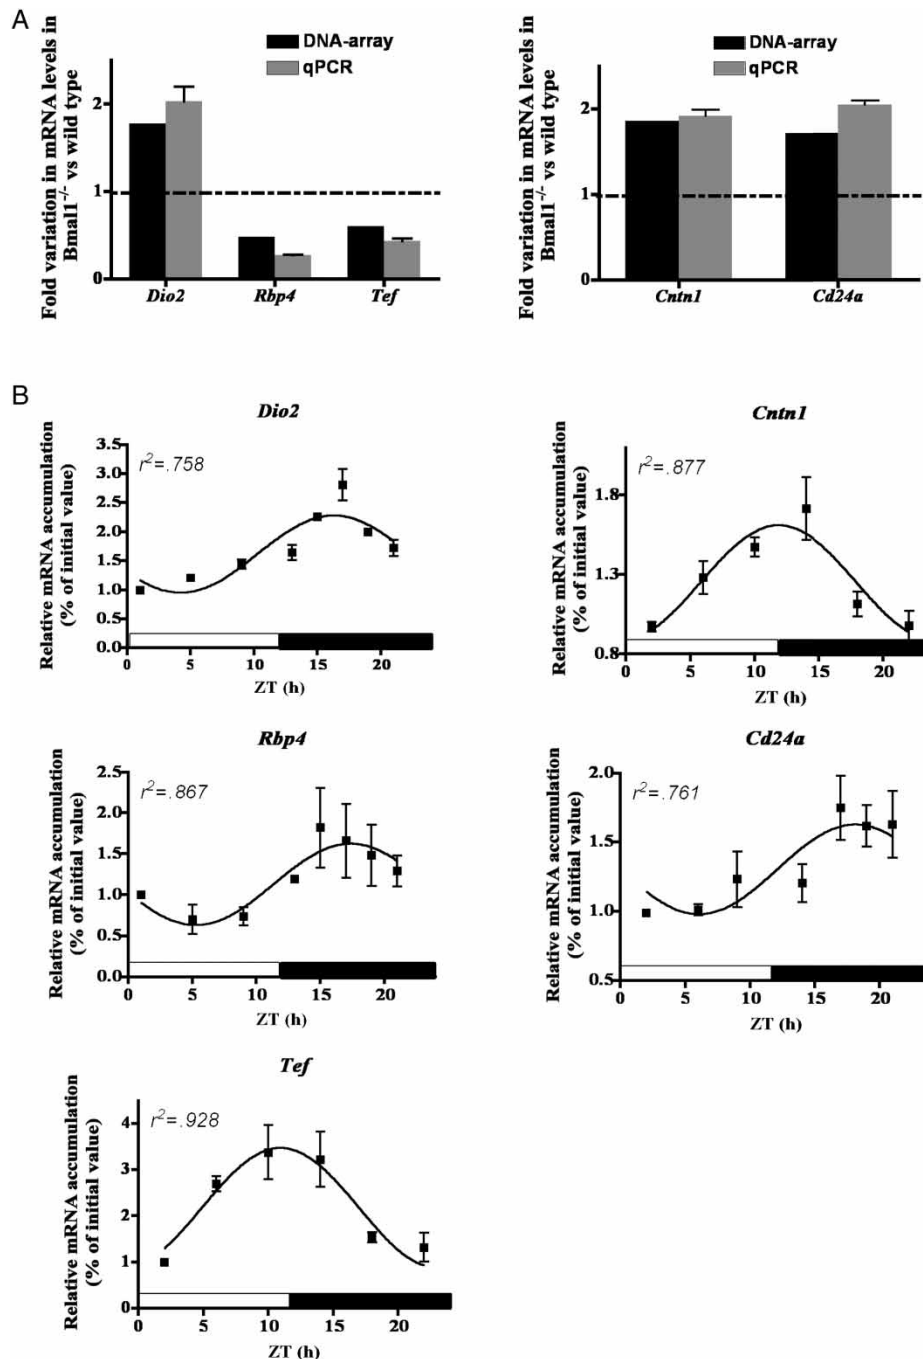 A
Fold variation in mRNA levels in
Bmal1-/- vs wild type
DNA-array
qPCR
2
1
0
Dio2 Rbp4 Tef
Fold variation in mRNA levels in
Bmal1-/- vs wild type
DNA-array
qPCR
2
1
0
Cntn1 Cd24a
B
Dio2
Relative mRNA accumulation
(% of initial value)
r2=.758
3.5
3.0
2.5
2.0
1.5
1.0
0.5
0.0
0 5 10 15 20
ZT (h)
Cntn1
Relative mRNA accumulation
(% of initial value)
r2=.877
1.8
1.3
0.8
0 5 10 15 20
ZT (h)
Rbp4
Relative mRNA accumulation
(% of initial value)
r2=.867
2.5
2.0
1.5
1.0
0.5
0.0
0 5 10 15 20
ZT (h)
Cd24a
Relative mRNA accumulation
(% of initial value)
r2=.761
2.0
1.5
1.0
0.5
0 5 10 15 20
ZT (h)
Tef
Relative mRNA accumulation
(% of initial value)
r2=.928
4
3
2
1
0
0 5 10 15 20
ZT (h)